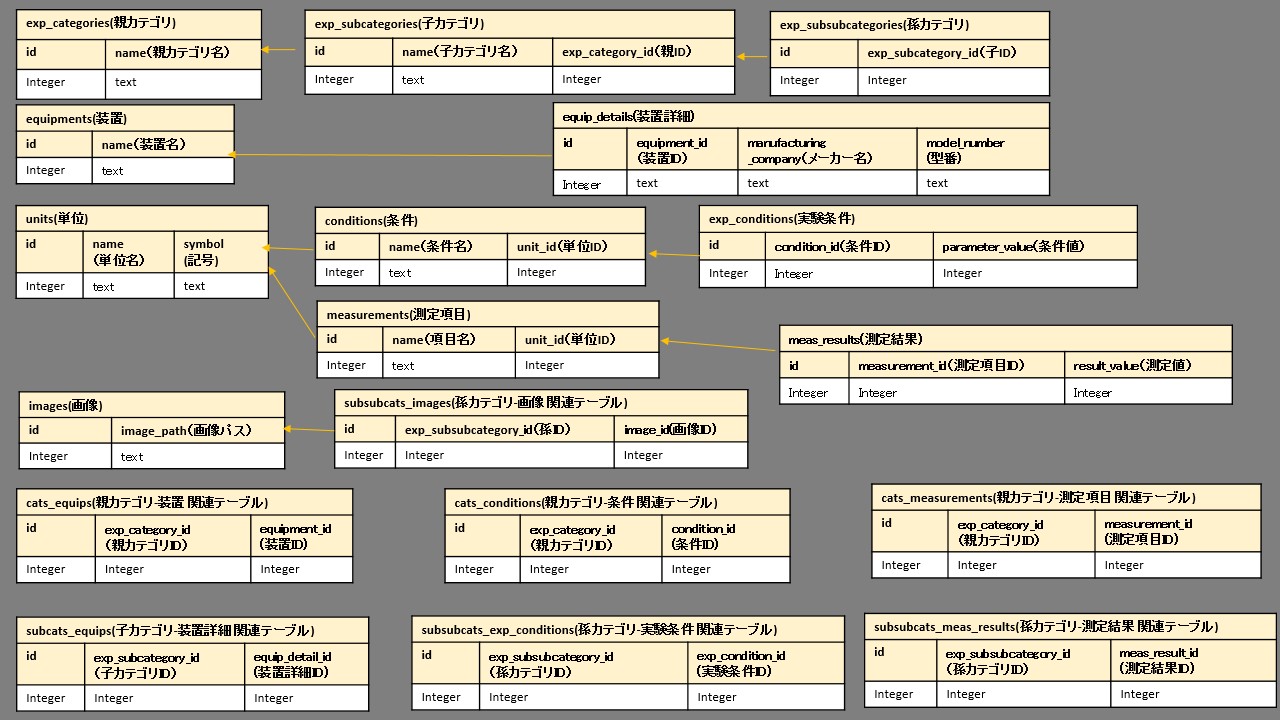 exp_categories(親カテゴリ)
id name(親カテゴリ名)
Integer text
exp_subcategories(子カテゴリ)
id name(子カテゴリ名) exp_category_id(親ID)
Integer text Integer
exp_subsubcategories(孫カテゴリ)
id exp_subcategory_id(子ID)
Integer Integer
equipments(装置)
id name(装置名)
Integer text
equip_details(装置詳細)
id equipment_id manufacturing model_number
(装置ID) _company(メーカー名) (型番)
Integer text text text
units(単位)
id name symbol
(単位名) (記号)
Integer text text
conditions(条件)
id name(条件名) unit_id(単位ID)
Integer text Integer
exp_conditions(実験条件)
id condition_id(条件ID) parameter_value(条件値)
Integer Integer Integer
measurements(測定項目)
id name(項目名) unit_id(単位ID)
Integer text Integer
meas_results(測定結果)
id measurement_id(測定項目ID) result_value(測定値)
Integer Integer Integer
images(画像)
id image_path(画像パス)
Integer text
subsubcats_images(孫カテゴリ-画像 関連テーブル)
id exp_subsubcategory_id(孫ID) image_id(画像ID)
Integer Integer Integer
cats_equips(親カテゴリ-装置 関連テーブル)
id exp_category_id equipment_id
(親カテゴリID) (装置ID)
Integer Integer Integer
cats_conditions(親カテゴリ-条件 関連テーブル)
id exp_category_id condition_id
(親カテゴリID) (条件ID)
Integer Integer Integer
cats_measurements(親カテゴリ-測定項目 関連テーブル)
id exp_category_id measurement_id
(親カテゴリID) (測定項目ID)
Integer Integer Integer
subcats_equips(子カテゴリ-装置詳細 関連テーブル)
id exp_subcategory_id equip_detail_id
(子カテゴリID) (装置詳細ID)
Integer Integer Integer
subsubcats_exp_conditions(孫カテゴリ-実験条件 関連テーブル)
id exp_subsubcategory_id exp_condition_id
(孫カテゴリID) (実験条件ID)
Integer Integer Integer
subsubcats_meas_results(孫カテゴリ-測定結果 関連テーブル)
id exp_subsubcategory_id meas_result_id
(孫カテゴリID) (測定結果ID)
Integer Integer Integer